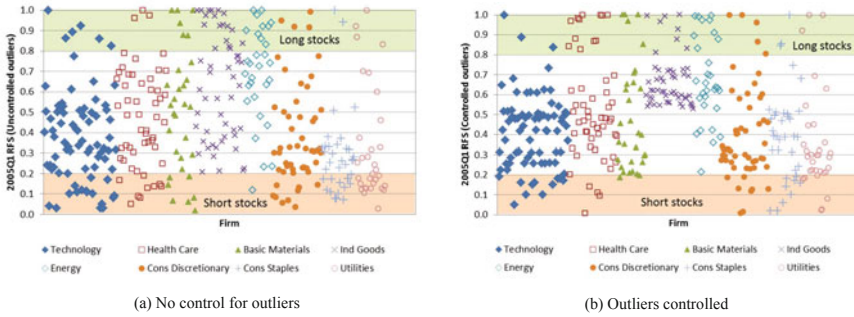 2005Q1 RFS (Uncontrolled outliers)
1.0
0.9
0.8
0.7
0.6
0.5
0.4
0.3
0.2
0.1
0.0
Long stocks
Short stocks
Firm
Technology
Health Care
Basic Materials
Ind Goods
Energy
Cons Discretionary
Cons Staples
Utilities
(a) No control for outliers
2005Q1 RFS (Controlled outliers)
1.0
0.9
0.8
0.7
0.6
0.5
0.4
0.3
0.2
0.1
0.0
Long stocks
Short stocks
Firm
Technology
Health Care
Basic Materials
Ind Goods
Energy
Cons Discretionary
Cons Staples
Utilities
(b) Outliers controlled